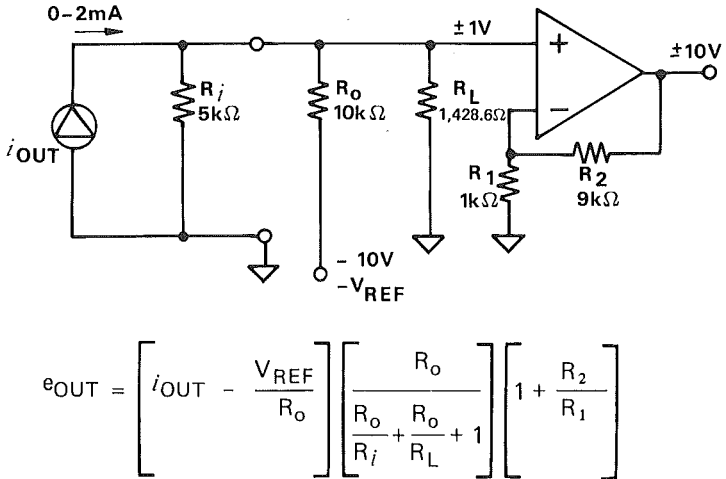 0-2mA
±1V
±10V
+
−
R_i
5kΩ
R_o
10kΩ
R_L
1,428.6Ω
i_OUT
R_1
1kΩ
R_2
9kΩ
- 10V
-V_REF
e_OUT = [ i_OUT - V_REF / R_o ] [ R_o / ( R_o / R_i + R_o / R_L + 1 ) ] [ 1 + R_2 / R_1 ]